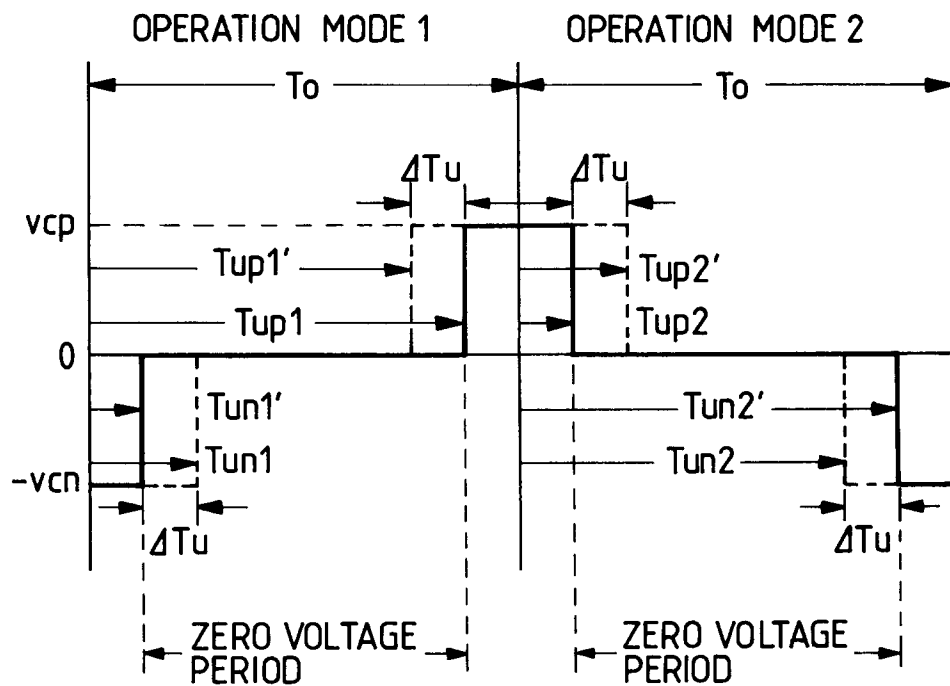 OPERATION MODE 1
OPERATION MODE 2
To
To
ΔTu
ΔTu
vcp
Tup1'
Tup2'
Tup1
Tup2
0
Tun1'
Tun2'
Tun1
Tun2
-vcn
ΔTu
ΔTu
ZERO VOLTAGE
PERIOD
ZERO VOLTAGE
PERIOD